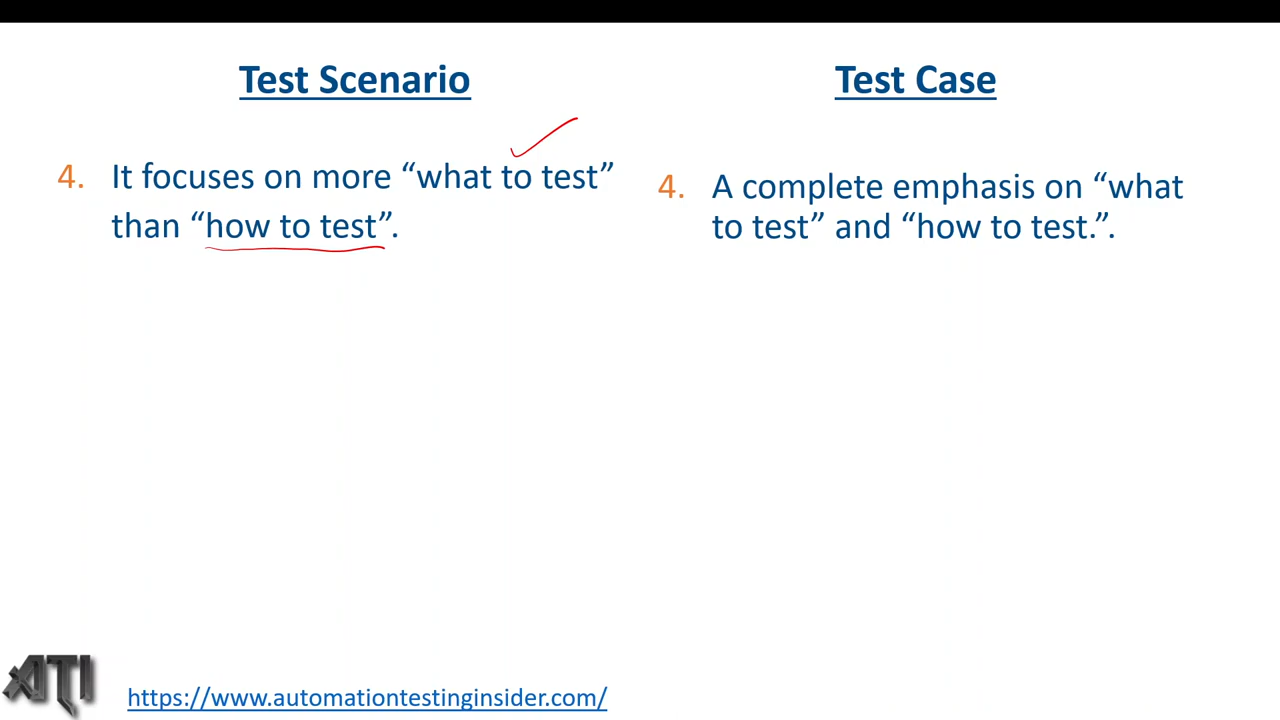 Test Scenario
Test Case
4. It focuses on more “what to test”
than “how to test”.
4. A complete emphasis on “what
to test” and “how to test.”.
ATI
https://www.automationtestinginsider.com/